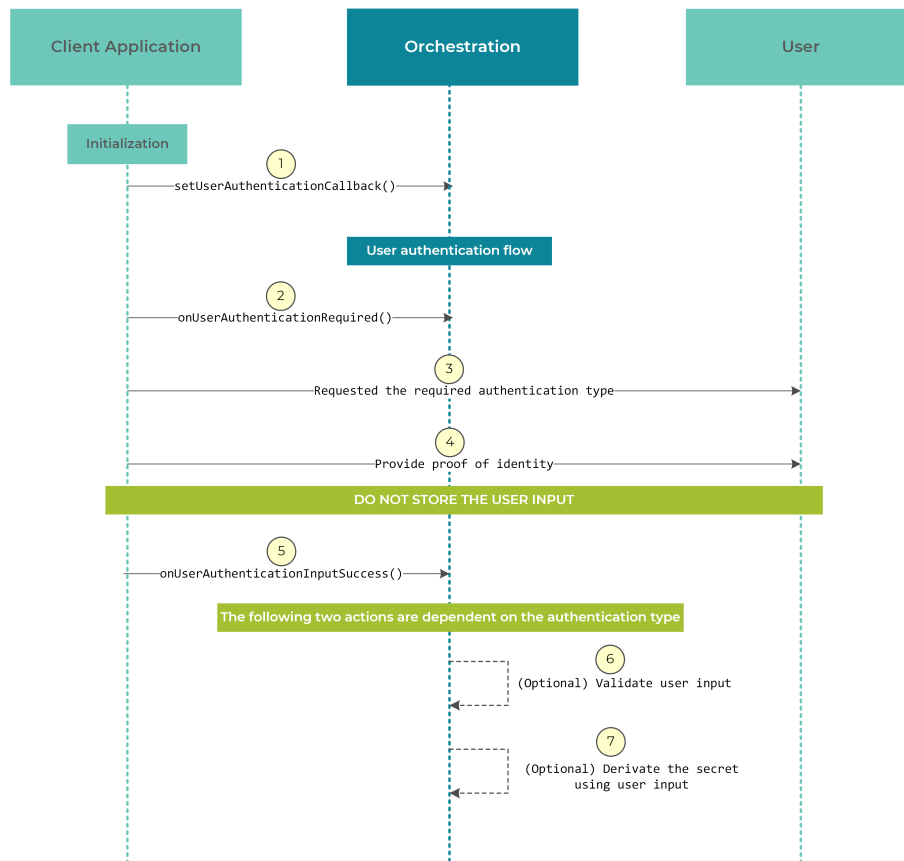 Client Application
Orchestration
User
Initialization
1
setUserAuthenticationCallback()
User authentication flow
2
onUserAuthenticationRequired()
3
Requested the required authentication type
4
Provide proof of identity
DO NOT STORE THE USER INPUT
5
onUserAuthenticationInputSuccess()
The following two actions are dependent on the authentication type
6
(Optional) Validate user input
7
(Optional) Derivate the secret
using user input